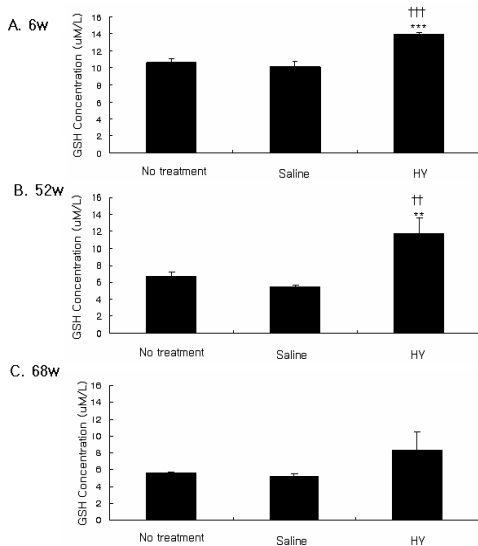 A. 6w
GSH Concentration (uM/L)
16
14
12
10
8
6
4
2
0
†††
***
No treatment
Saline
HY
B. 52w
GSH Concentration (uM/L)
16
14
12
10
8
6
4
2
0
††
**
No treatment
Saline
HY
C. 68w
GSH Concentration (uM/L)
16
14
12
10
8
6
4
2
0
No treatment
Saline
HY